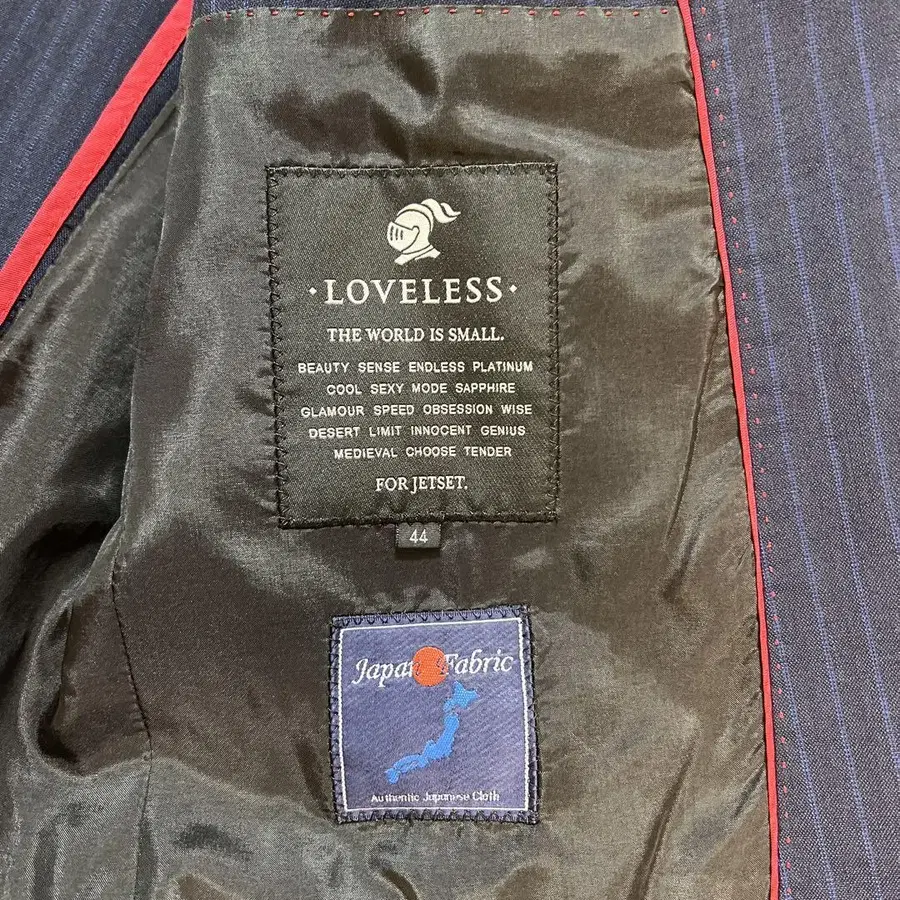 · LOVELESS ·
THE WORLD IS SMALL.
BEAUTY SENSE ENDLESS PLATINUM
COOL SEXY MODE SAPPHIRE
GLAMOUR SPEED OBSESSION WISE
DESERT LIMIT INNOCENT GENIUS
MEDIEVAL CHOOSE TENDER
FOR JETSET.
44
Japan Fabric
Authentic Japanese Cloth